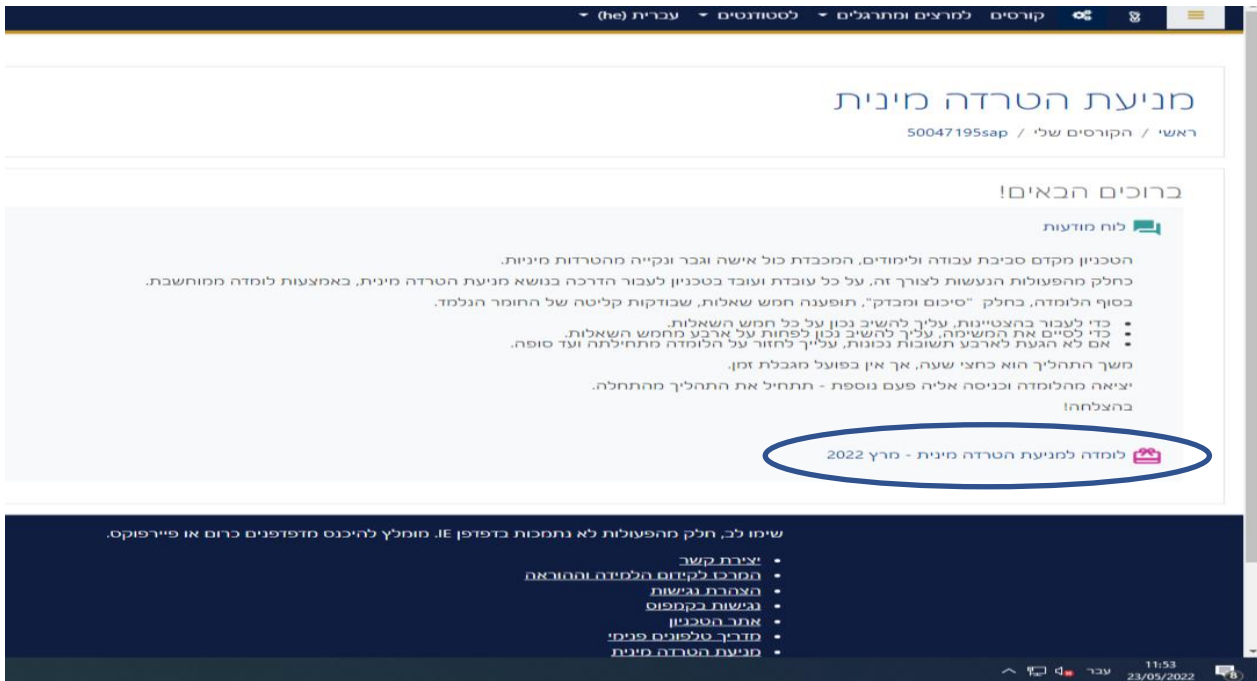 קורסים למרצים ומתרגלים לסטודנטים עברית (he)
מניעת הטרדה מינית
ראשי / הקורסים שלי / 50047195sap
ברוכים הבאים!
לוח מודעות
הטכניון מקדם סביבת עבודה ולימודים, המכבדת כול אישה וגבר ונקייה מהטרדות מיניות.
כחלק מהפעולות הנעשות לצורך זה, על כל עובדת ועובד בטכניון לעבור הדרכה בנושא מניעת הטרדה מינית, באמצעות לומדה ממוחשבת.
בסוף הלומדה, בחלק "סיכום ומבדק", תופענה חמש שאלות, שבודקות קליטה של החומר הנלמד.
• כדי לעבור בהצטיינות, עליך להשיב נכון על כל חמש השאלות.
• כדי לסיים את המשימה, עליך להשיב נכון לפחות על ארבע מחמש השאלות.
• אם לא הגעת לארבע תשובות נכונות, עלייך לחזור על הלומדה מתחילתה ועד סופה.
משך התהליך הוא כחצי שעה, אך אין בפועל מגבלת זמן.
יציאה מהלומדה וכניסה אליה פעם נוספת - תתחיל את התהליך מהתחלה.
בהצלחה!
לומדה למניעת הטרדה מינית - מרץ 2022
שימו לב, חלק מהפעולות לא נתמכות בדפדפן IE. מומלץ להיכנס מדפדפנים כרום או פיירפוקס.
• יצירת קשר
• המרכז לקידום הלמידה וההוראה
• הצהרת נגישות
• נגישות בקמפוס
• אתר הטכניון
• מדריך טלפונים פנימי
• מניעת הטרדה מינית
עבר
11:53
23/05/2022
8